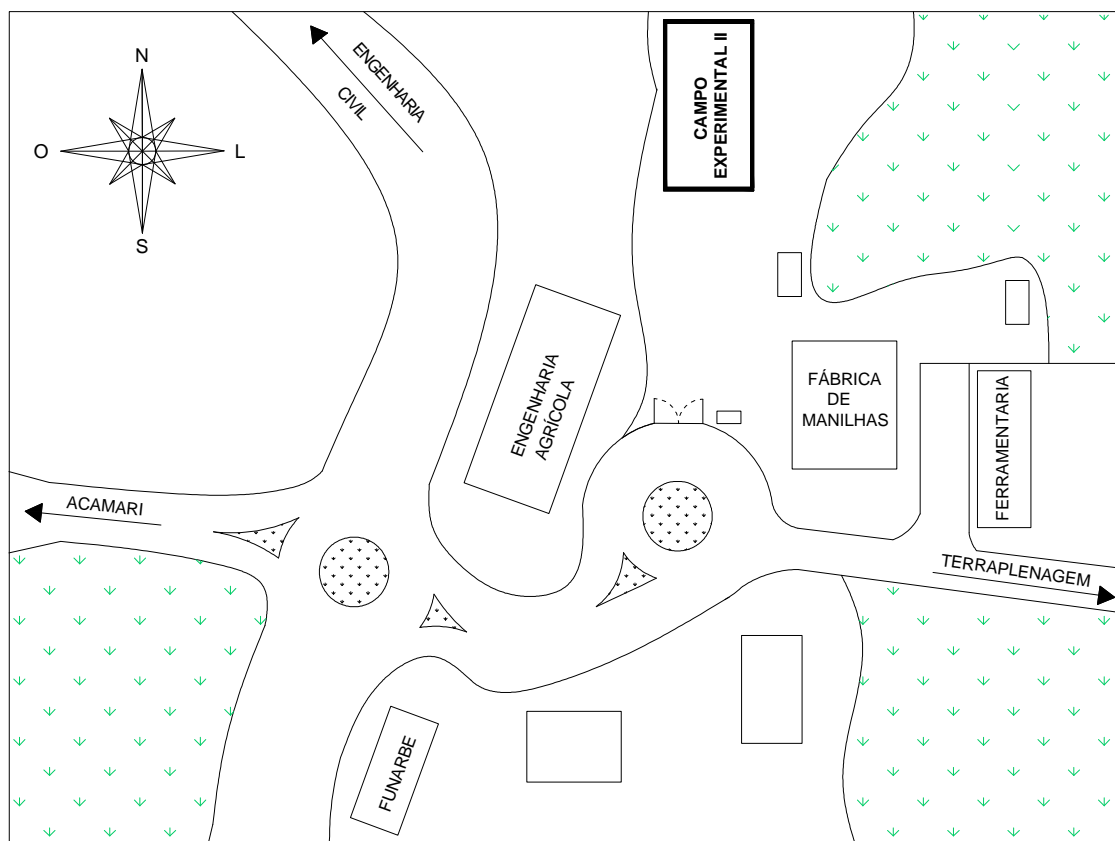 N
O
L
S
ENGENHARIA
CIVIL
CAMPO
EXPERIMENTAL II
ENGENHARIA
AGRÍCOLA
FÁBRICA
DE
MANILHAS
FERRAMENTARIA
ACAMARI
TERRAPLENAGEM
FUNARBE